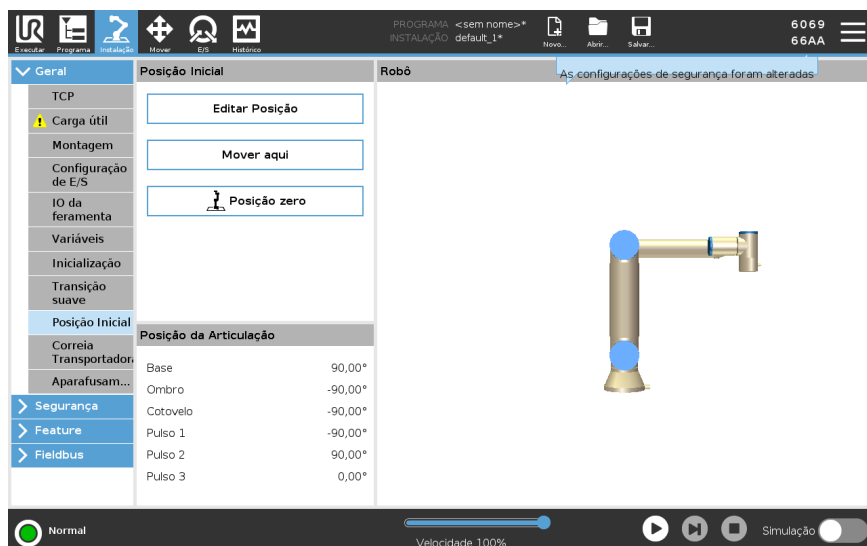 PROGRAMA <sem nome>*
INSTALAÇÃO default_1*
6069
66AA
Executar Programa Instalação Mover E/S Histórico Novo... Abrir... Salvar...
As configurações de segurança foram alteradas
Geral
TCP
Carga útil
Montagem
Configuração
de E/S
IO da
feramenta
Variáveis
Inicialização
Transição
suave
Posição Inicial
Correia
Transportador
Aparafusam...
Segurança
Feature
Fieldbus
Posição Inicial
Editar Posição
Mover aqui
Posição zero
Posição da Articulação
Base 90,00°
Ombro -90,00°
Cotovelo -90,00°
Pulso 1 -90,00°
Pulso 2 90,00°
Pulso 3 0,00°
Robô
Normal
Velocidade 100%
Simulação